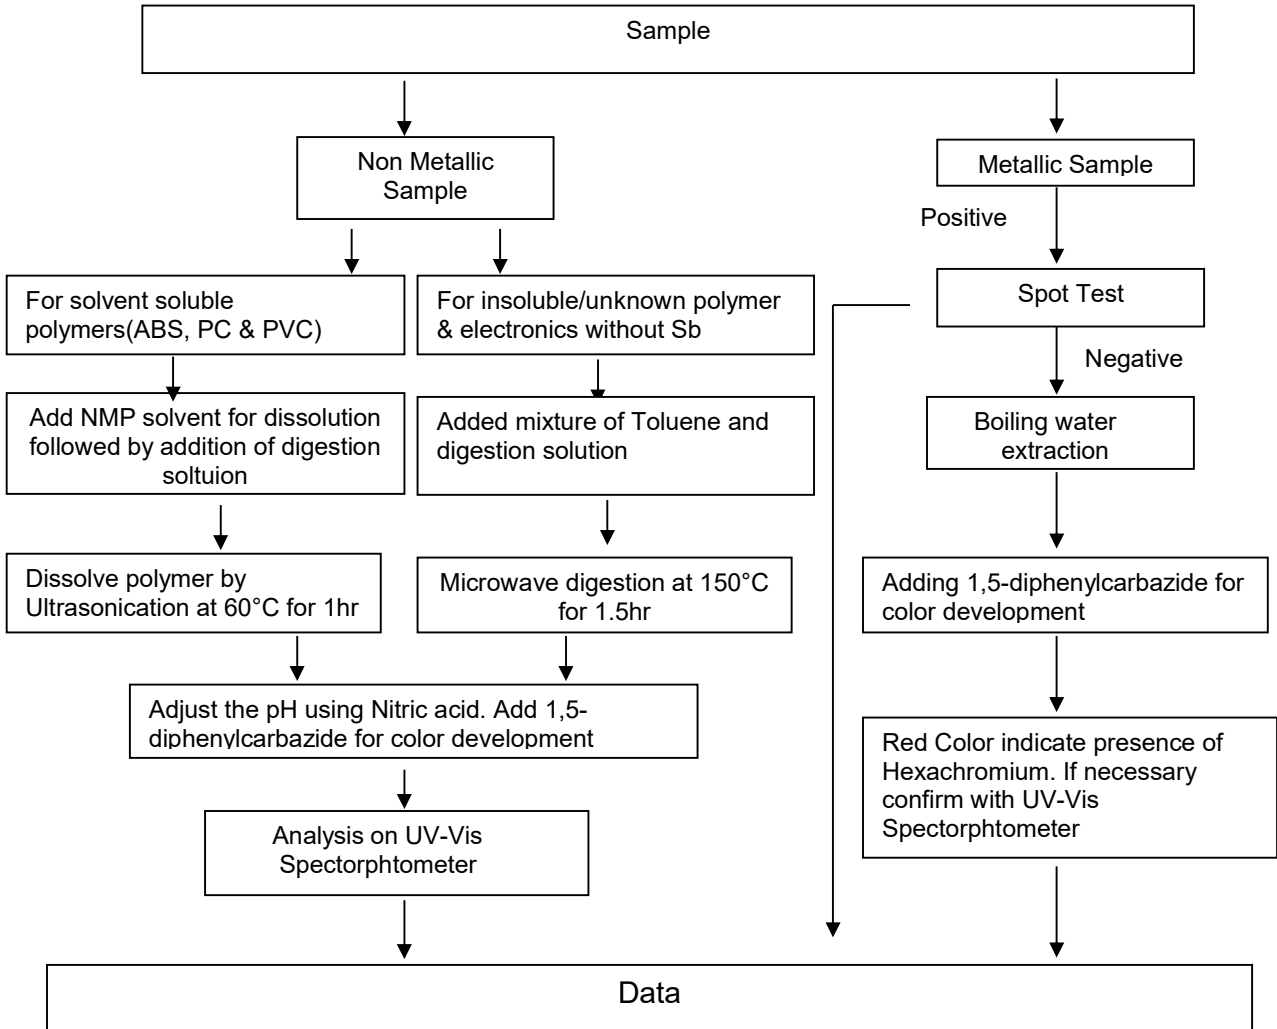 Sample
Non Metallic
Sample
Metallic Sample
Positive
For solvent soluble
polymers(ABS, PC & PVC)
For insoluble/unknown polymer
& electronics without Sb
Spot Test
Negative
Add NMP solvent for dissolution
followed by addition of digestion
soltuion
Added mixture of Toluene and
digestion solution
Boiling water
extraction
Dissolve polymer by
Ultrasonication at 60°C for 1hr
Microwave digestion at 150°C
for 1.5hr
Adding 1,5-diphenylcarbazide for
color development
Adjust the pH using Nitric acid. Add 1,5-
diphenylcarbazide for color development
Red Color indicate presence of
Hexachromium. If necessary
confirm with UV-Vis
Spectorphtometer
Analysis on UV-Vis
Spectorphtometer
Data